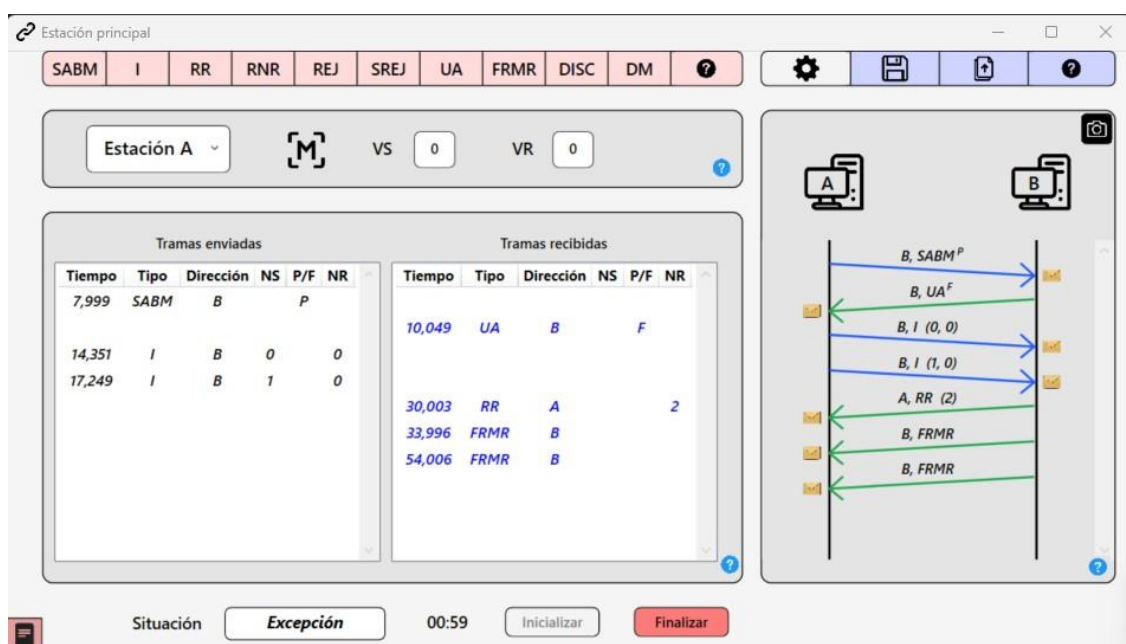 Estación principal
SABM I RR RNR REJ SREJ UA FRMR DISC DM ?
?
Estación A M VS 0 VR 0
?
Tramas enviadas
Tiempo Tipo Dirección NS P/F NR
7,999 SABM B P
14,351 I B 0 0
17,249 I B 1 0
Tramas recibidas
Tiempo Tipo Dirección NS P/F NR
10,049 UA B F
30,003 RR A 2
33,996 FRMR B
54,006 FRMR B
?
A B
B, SABM P
B, UA F
B, I (0, 0)
B, I (1, 0)
A, RR (2)
B, FRMR
B, FRMR
?
Situación Excepción 00:59 Inicializar Finalizar